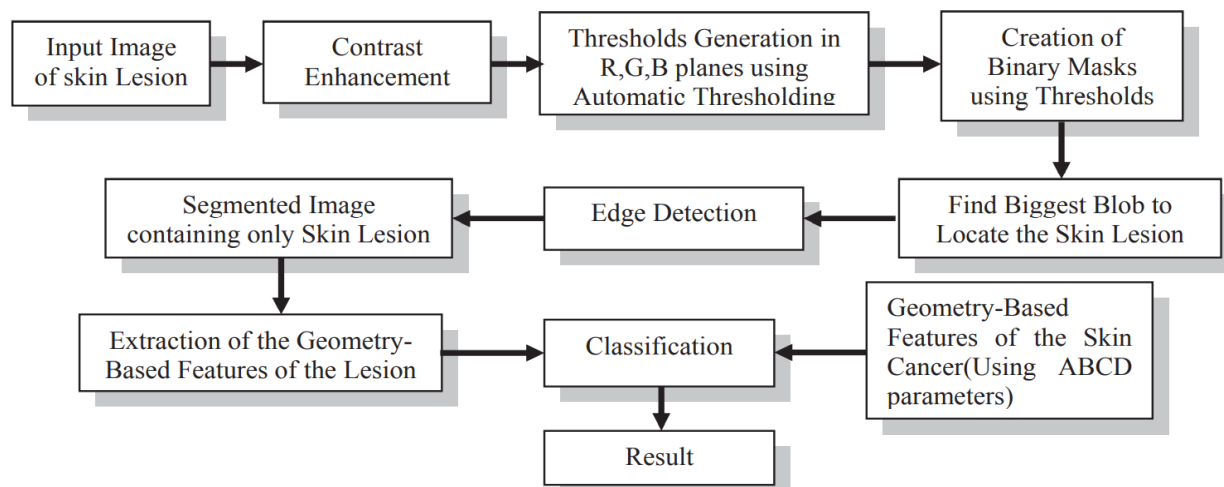 Input Image
of skin Lesion
Contrast
Enhancement
Thresholds Generation in
R,G,B planes using
Automatic Thresholding
Creation of
Binary Masks
using Thresholds
Find Biggest Blob to
Locate the Skin Lesion
Edge Detection
Segmented Image
containing only Skin Lesion
Extraction of the Geometry-
Based Features of the Lesion
Classification
Geometry-Based
Features of the Skin
Cancer(Using ABCD
parameters)
Result